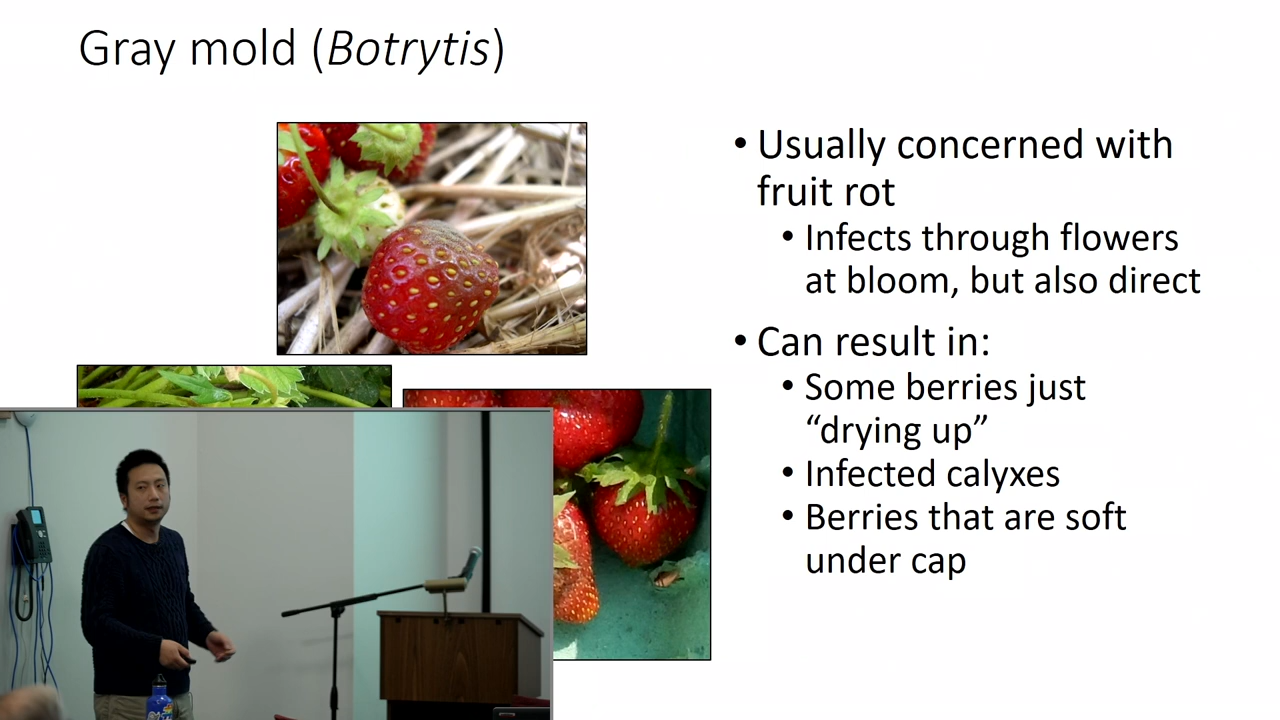 Gray mold (Botrytis)
• Usually concerned with
fruit rot
• Infects through flowers
at bloom, but also direct
• Can result in:
• Some berries just
“drying up”
• Infected calyxes
• Berries that are soft
under cap